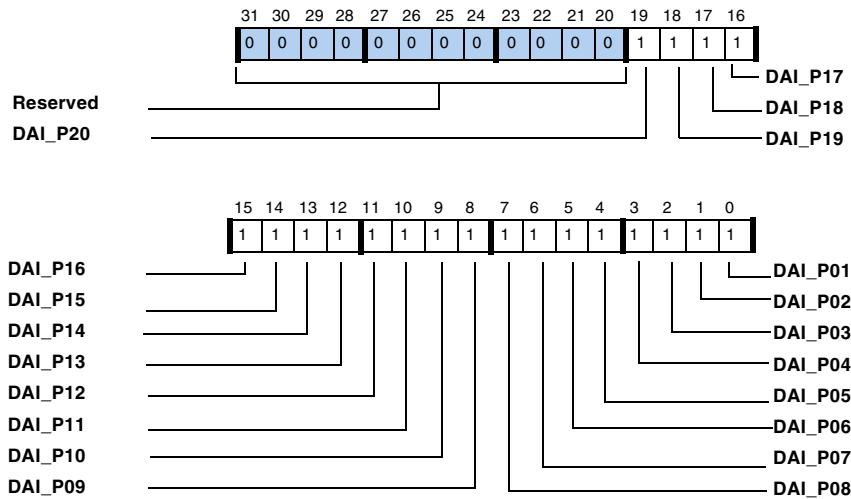 31 30 29 28 27 26 25 24 23 22 21 20 19 18 17 16
0 0 0 0 0 0 0 0 0 0 0 0 1 1 1 1
DAI_P17
Reserved DAI_P18
DAI_P20 DAI_P19
15 14 13 12 11 10 9 8 7 6 5 4 3 2 1 0
1 1 1 1 1 1 1 1 1 1 1 1 1 1 1 1
DAI_P16 DAI_P01
DAI_P15 DAI_P02
DAI_P14 DAI_P03
DAI_P13 DAI_P04
DAI_P12 DAI_P05
DAI_P11 DAI_P06
DAI_P10 DAI_P07
DAI_P09 DAI_P08